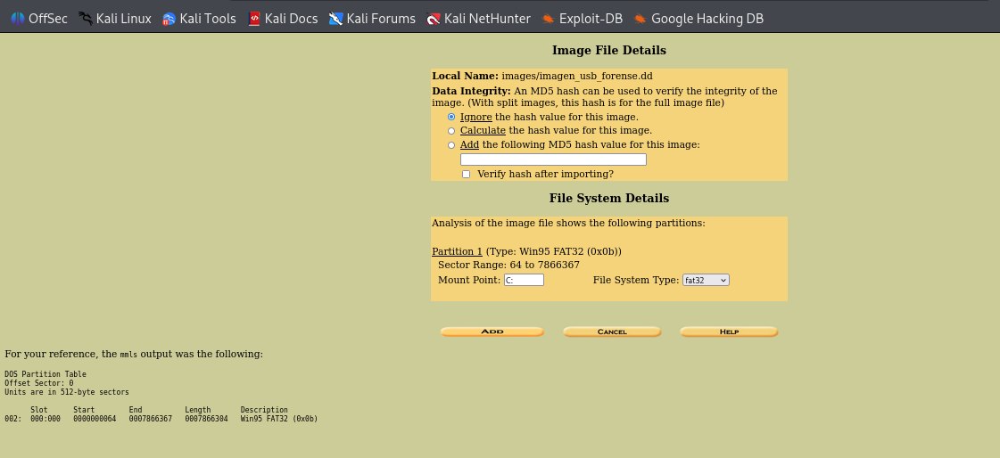 OffSec Kali Linux Kali Tools Kali Docs Kali Forums Kali NetHunter Exploit-DB Google Hacking DB
Image File Details
Local Name: images/imagen_usb_forense.dd
Data Integrity: An MD5 hash can be used to verify the integrity of the
image. (With split images, this hash is for the full image file)
Ignore the hash value for this image.
Calculate the hash value for this image.
Add the following MD5 hash value for this image:
Verify hash after importing?
File System Details
Analysis of the image file shows the following partitions:
Partition 1 (Type: Win95 FAT32 (0x0b))
Sector Range: 64 to 7866367
Mount Point: C: File System Type: fat32
ADD CANCEL HELP
For your reference, the mmls output was the following:
DOS Partition Table
Offset Sector: 0
Units are in 512-byte sectors
Slot Start End Length Description
002: 000:000 0000000064 0007866367 0007866304 Win95 FAT32 (0x0b)